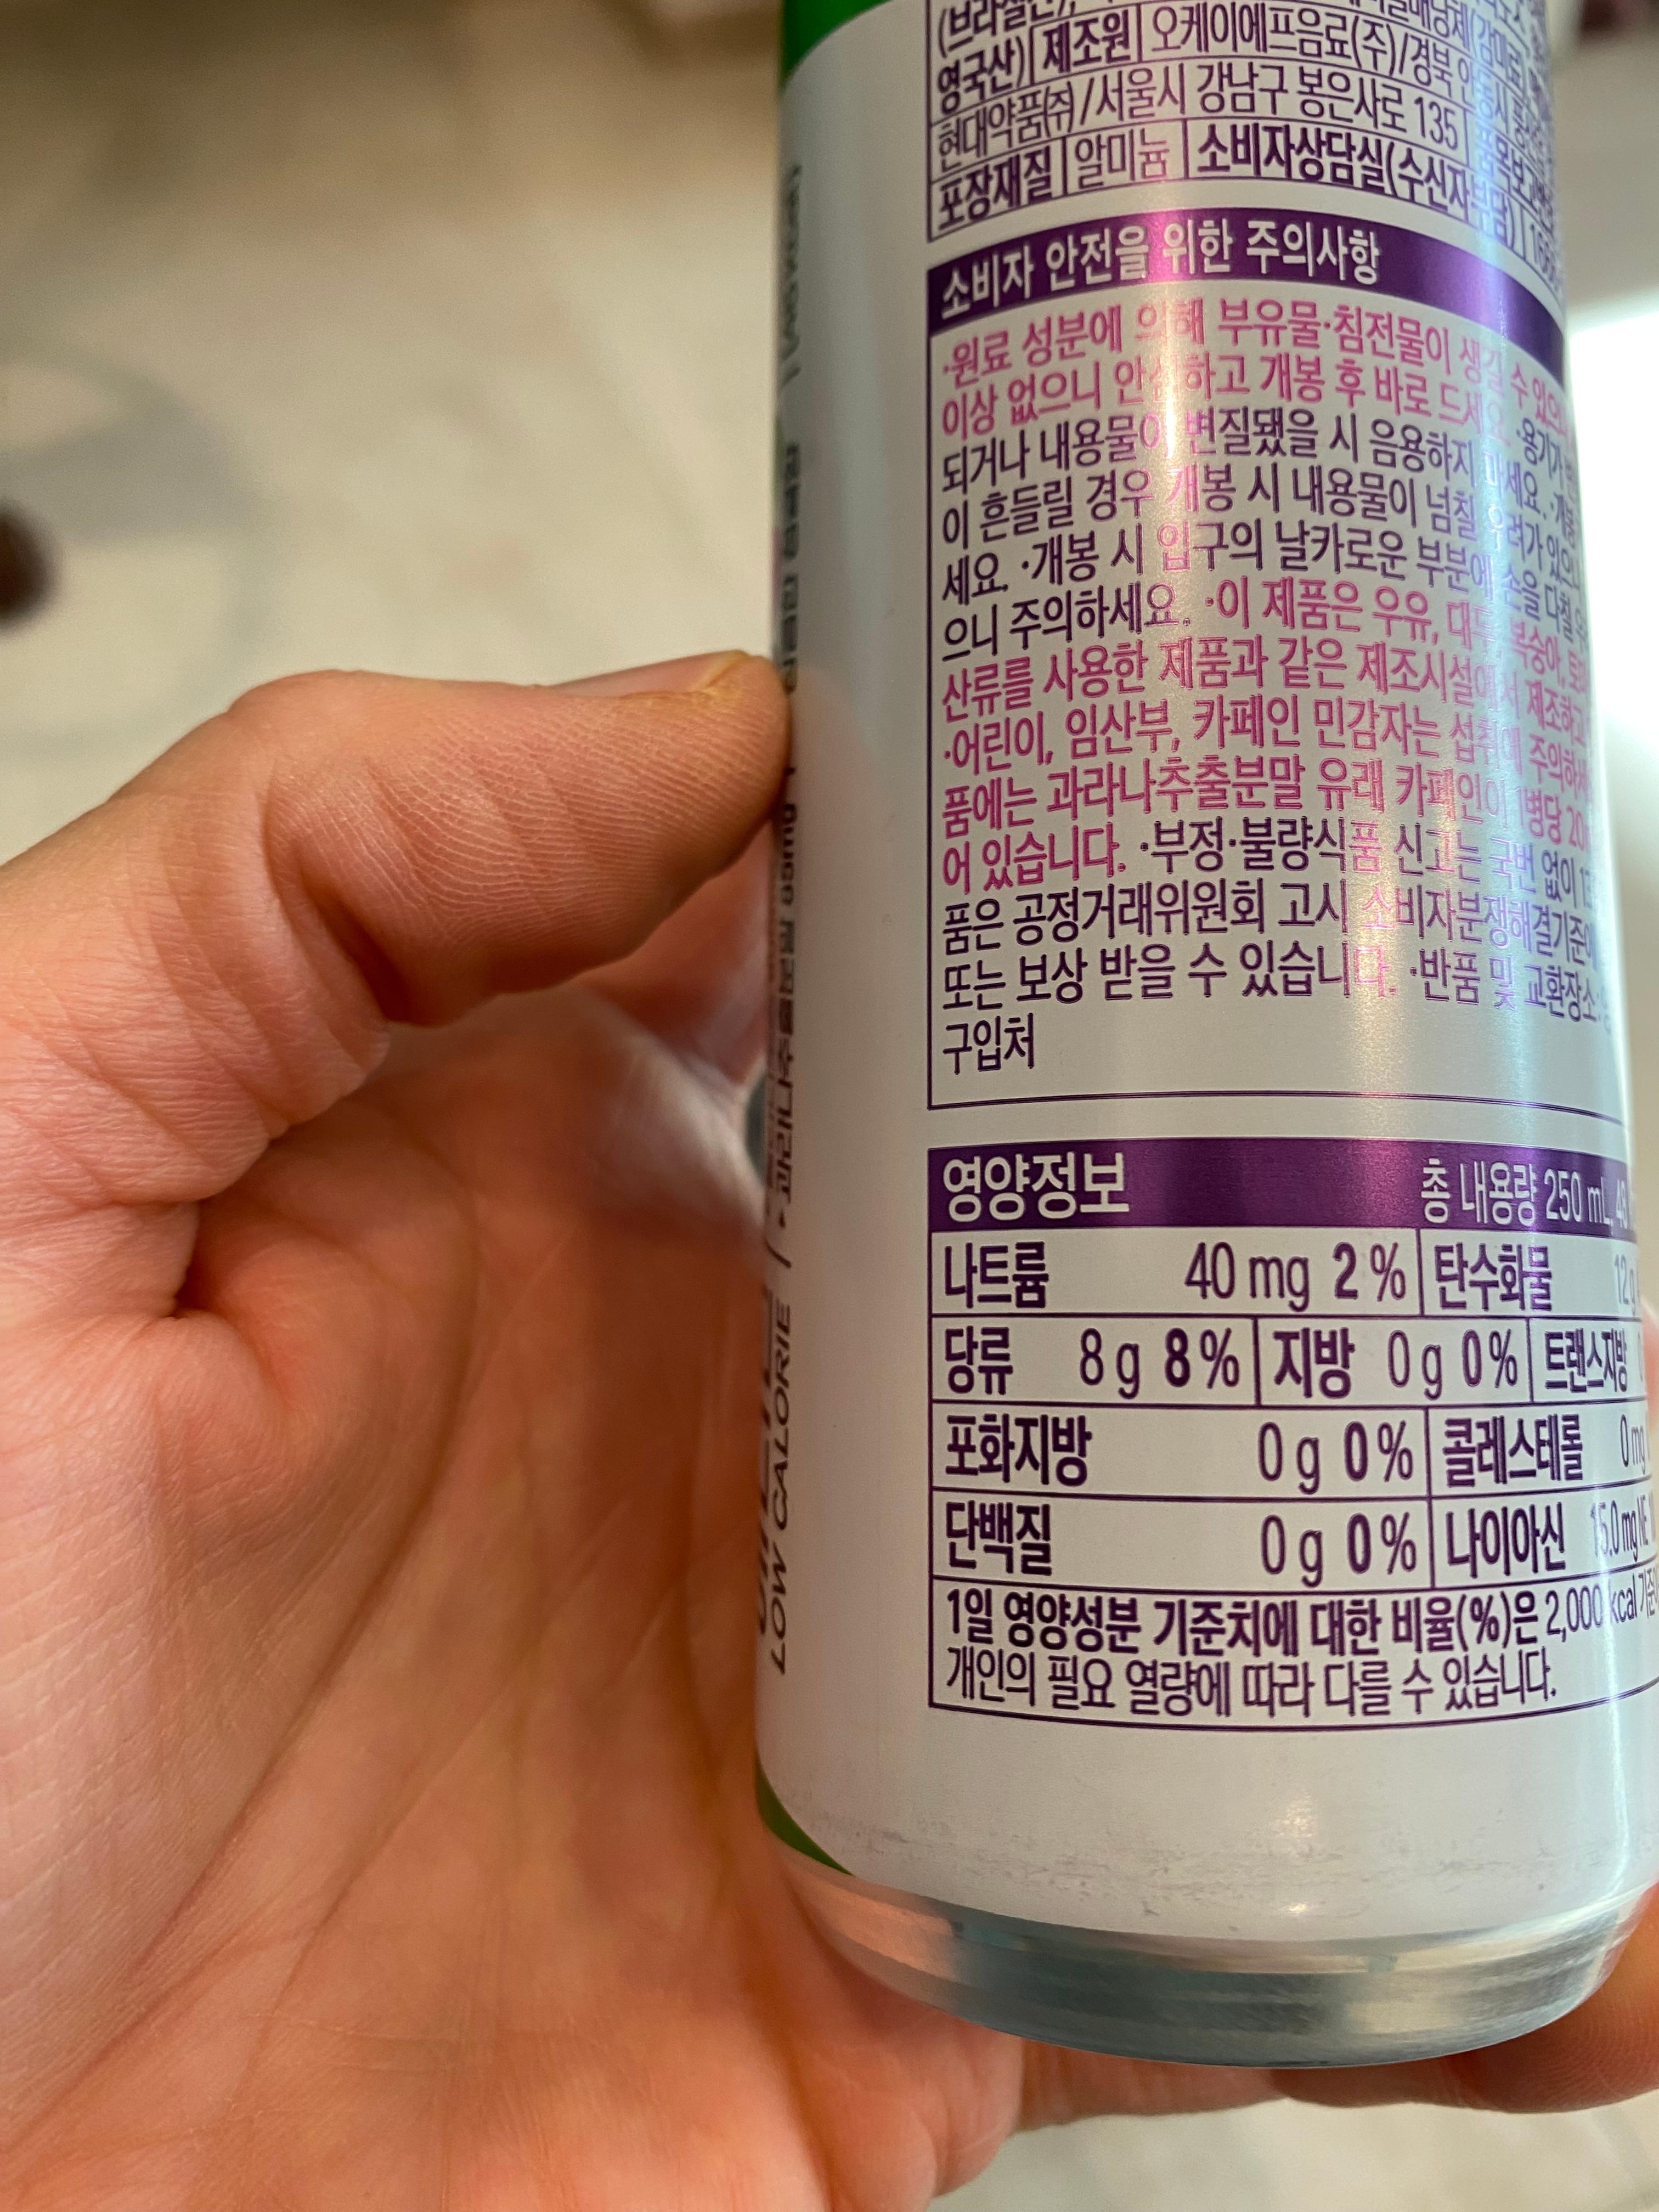 영국산) 제조원 오케이에프음료(주)/경북
현대약품(주)/서울시 강남구 봉은사로 135
포장재질 알미늄 소비자상담실(수신자부담)
소비자 안전을 위한 주의사항
·원료 성분에 의해 부유물·침전물이 생길 수
이상 없으니 안심하고 개봉 후 바로 드세요.
되거나 내용물이 변질됐을 시 음용하지 마세요.
이 흔들릴 경우 개봉 시 내용물이 넘칠 우려가
세요. ·개봉 시 입구의 날카로운 부분에 손을 다칠
으니 주의하세요. ·이 제품은 우유, 대두, 복숭아,
산류를 사용한 제품과 같은 제조시설에서 제조하고
·어린이, 임산부, 카페인 민감자는 섭취에
품에는 과라나추출분말 유래 카페인이 1병당
어 있습니다. ·부정·불량식품 신고는 국번 없이
품은 공정거래위원회 고시 소비자분쟁해결기준에
또는 보상 받을 수 있습니다. ·반품 및 교환장소:
구입처
영양정보 총 내용량 250 mL,
나트륨 40 mg 2 % 탄수화물
당류 8 g 8 % 지방 0 g 0 % 트랜스지방
포화지방 0 g 0 % 콜레스테롤 0 mg
단백질 0 g 0 % 나이아신
1일 영양성분 기준치에 대한 비율(%)은 2,000 kcal
개인의 필요 열량에 따라 다를 수 있습니다.
LOW CALORIE